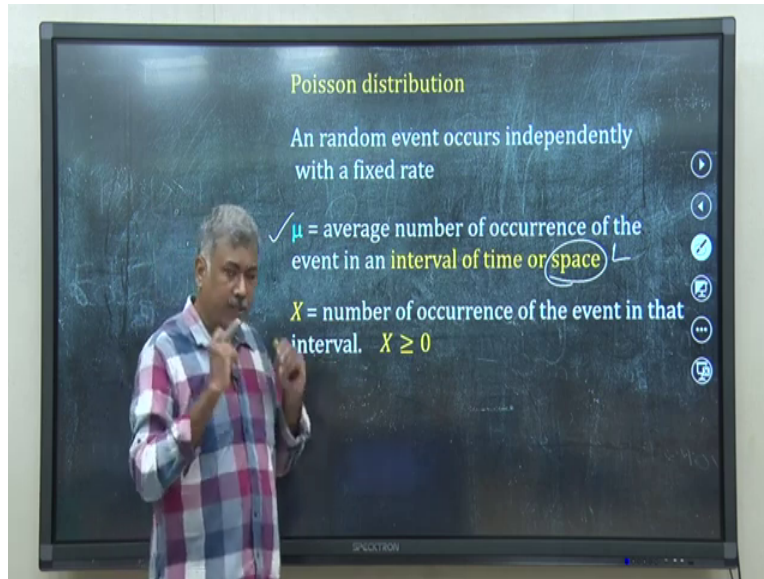 Poisson distribution
An random event occurs independently
with a fixed rate
μ = average number of occurrence of the
event in an interval of time or space L
X = number of occurrence of the event in that
interval. X ≥ 0
SPECKTRON